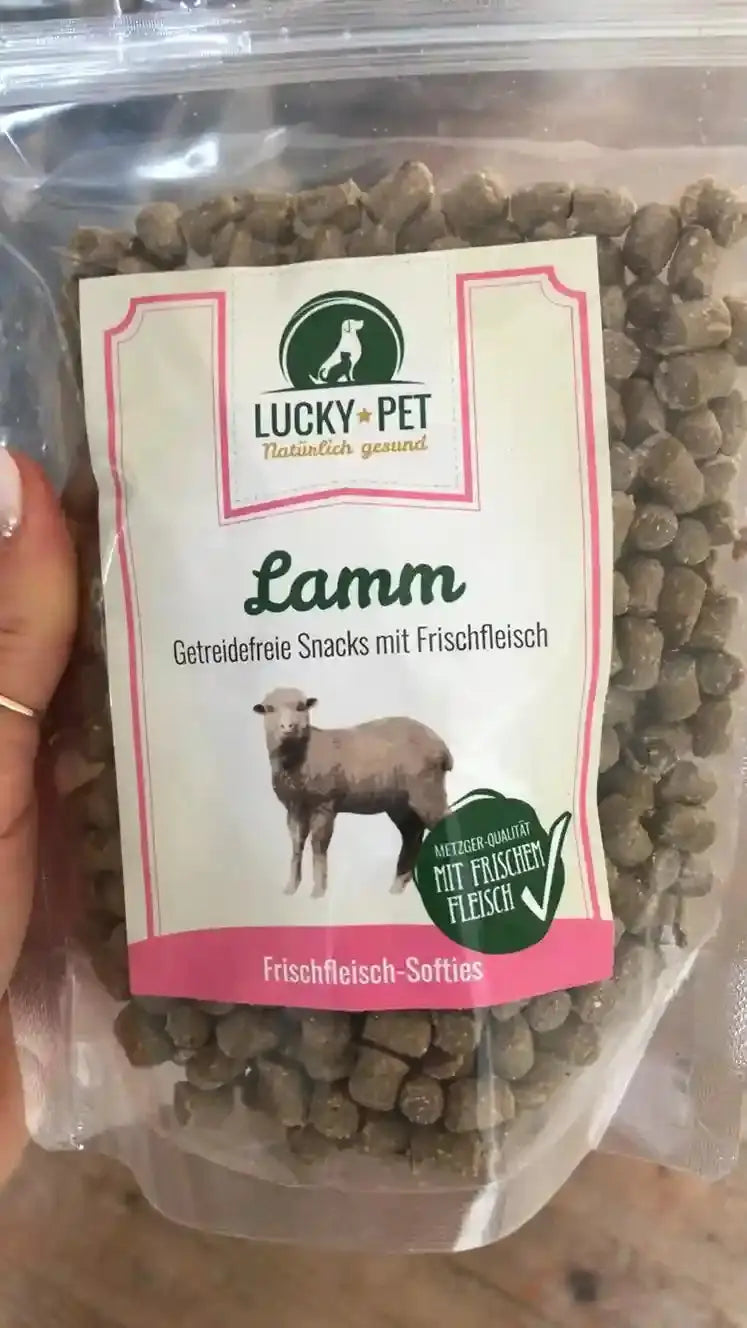 LUCKY★PET
Natürlich gesund
Lamm
Getreidefreie Snacks mit Frischfleisch
METZGER-QUALITÄT
MIT FRISCHEM
FLEISCH
Frischfleisch-Softies